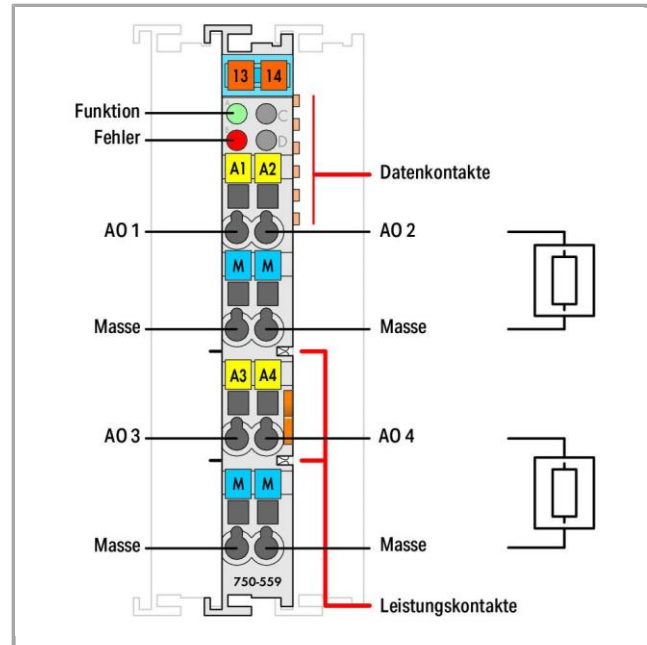 13 14
A C
Funktion
D
Fehler
A1 A2
Datenkontakte
AO 1
AO 2
M M
Masse
Masse
A3 A4
AO 3
AO 4
M M
Masse
Masse
750-559
Leistungskontakte